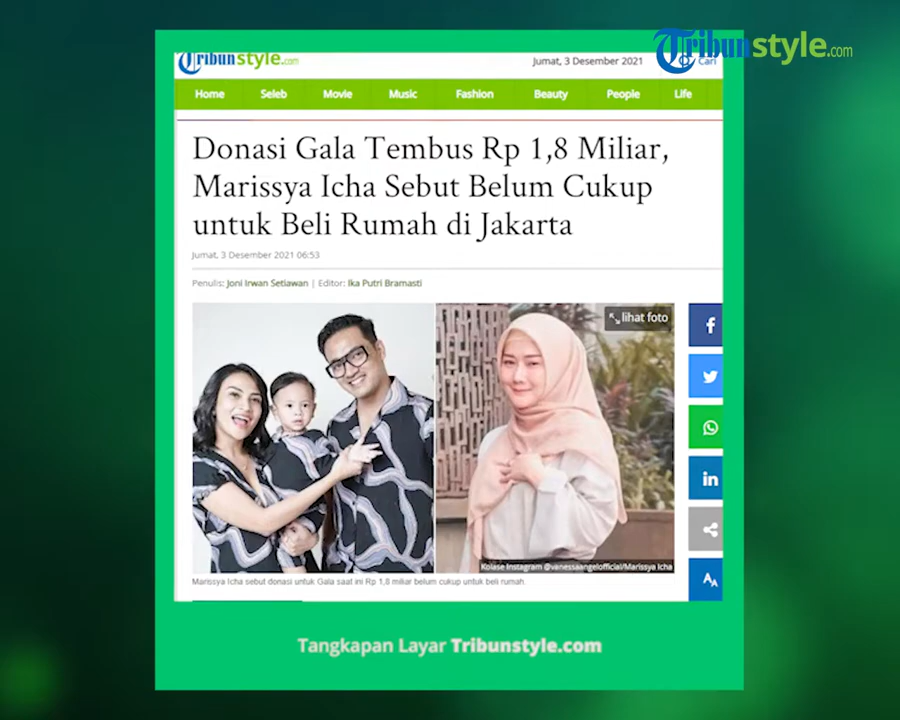 Tribunstyle.com
Tribunstyle.com
Jumat, 3 Desember 2021
Cari
Home Seleb Movie Music Fashion Beauty People Life
Donasi Gala Tembus Rp 1,8 Miliar,
Marissya Icha Sebut Belum Cukup
untuk Beli Rumah di Jakarta
Jumat, 3 Desember 2021 06:53
Penulis: Joni Irwan Setiawan | Editor: Ika Putri Bramasti
lihat foto
Kolase Instagram @vanessaangelofficial/Marissya Icha
Marissya Icha sebut donasi untuk Gala saat ini Rp 1,8 miliar belum cukup untuk beli rumah.
Tangkapan Layar Tribunstyle.com